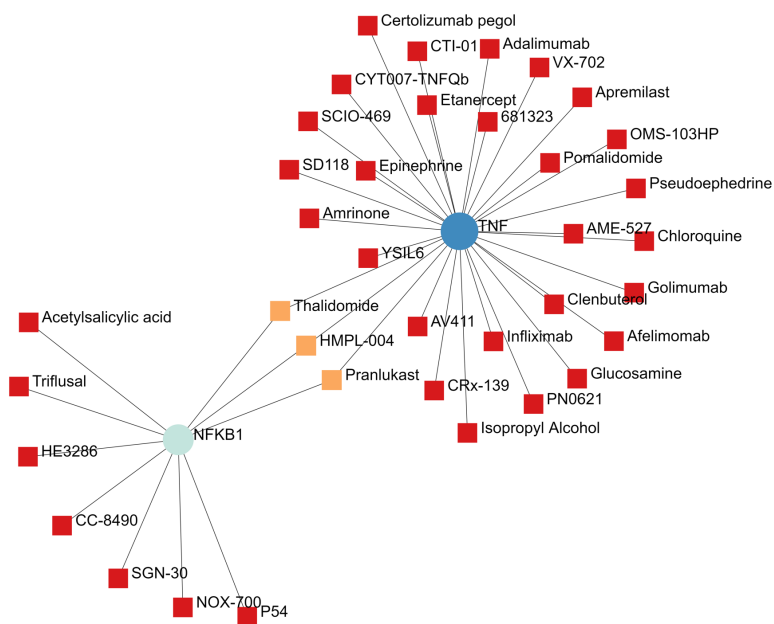 Certolizumab pegol
CTI-01
Adalimumab
VX-702
CYT007-TNFQb
Etanercept
Apremilast
SCIO-469
681323
OMS-103HP
SD118
Epinephrine
Pomalidomide
Pseudoephedrine
Amrinone
TNF
AME-527
Chloroquine
YSIL6
Golimumab
Clenbuterol
Thalidomide
Acetylsalicylic acid
HMPL-004
AV411
Infliximab
Afelimomab
Triflusal
Pranlukast
Glucosamine
CRx-139
PN0621
NFKB1
Isopropyl Alcohol
HE3286
CC-8490
SGN-30
NOX-700
P54